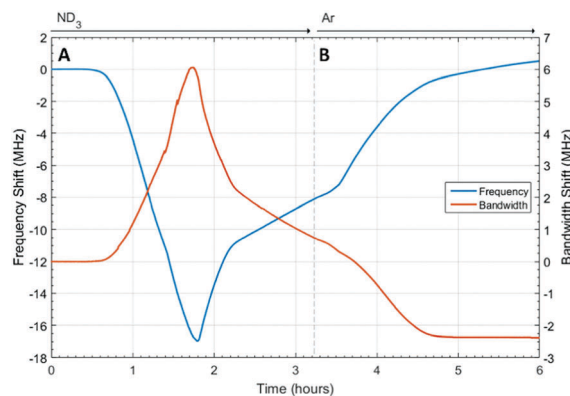 ND3 Ar
A B
Frequency Shift (MHz)
2
0
-2
-4
-6
-8
-10
-12
-14
-16
-18
Bandwidth Shift (MHz)
7
6
5
4
3
2
1
0
-1
-2
-3
Frequency
Bandwidth
0 1 2 3 4 5 6
Time (hours)